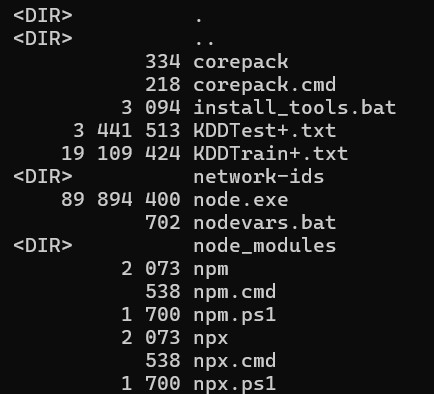 <DIR> .
<DIR> ..
334 corepack
218 corepack.cmd
3 094 install_tools.bat
3 441 513 KDDTest+.txt
19 109 424 KDDTrain+.txt
<DIR> network-ids
89 894 400 node.exe
702 nodevars.bat
<DIR> node_modules
2 073 npm
538 npm.cmd
1 700 npm.ps1
2 073 npx
538 npx.cmd
1 700 npx.ps1